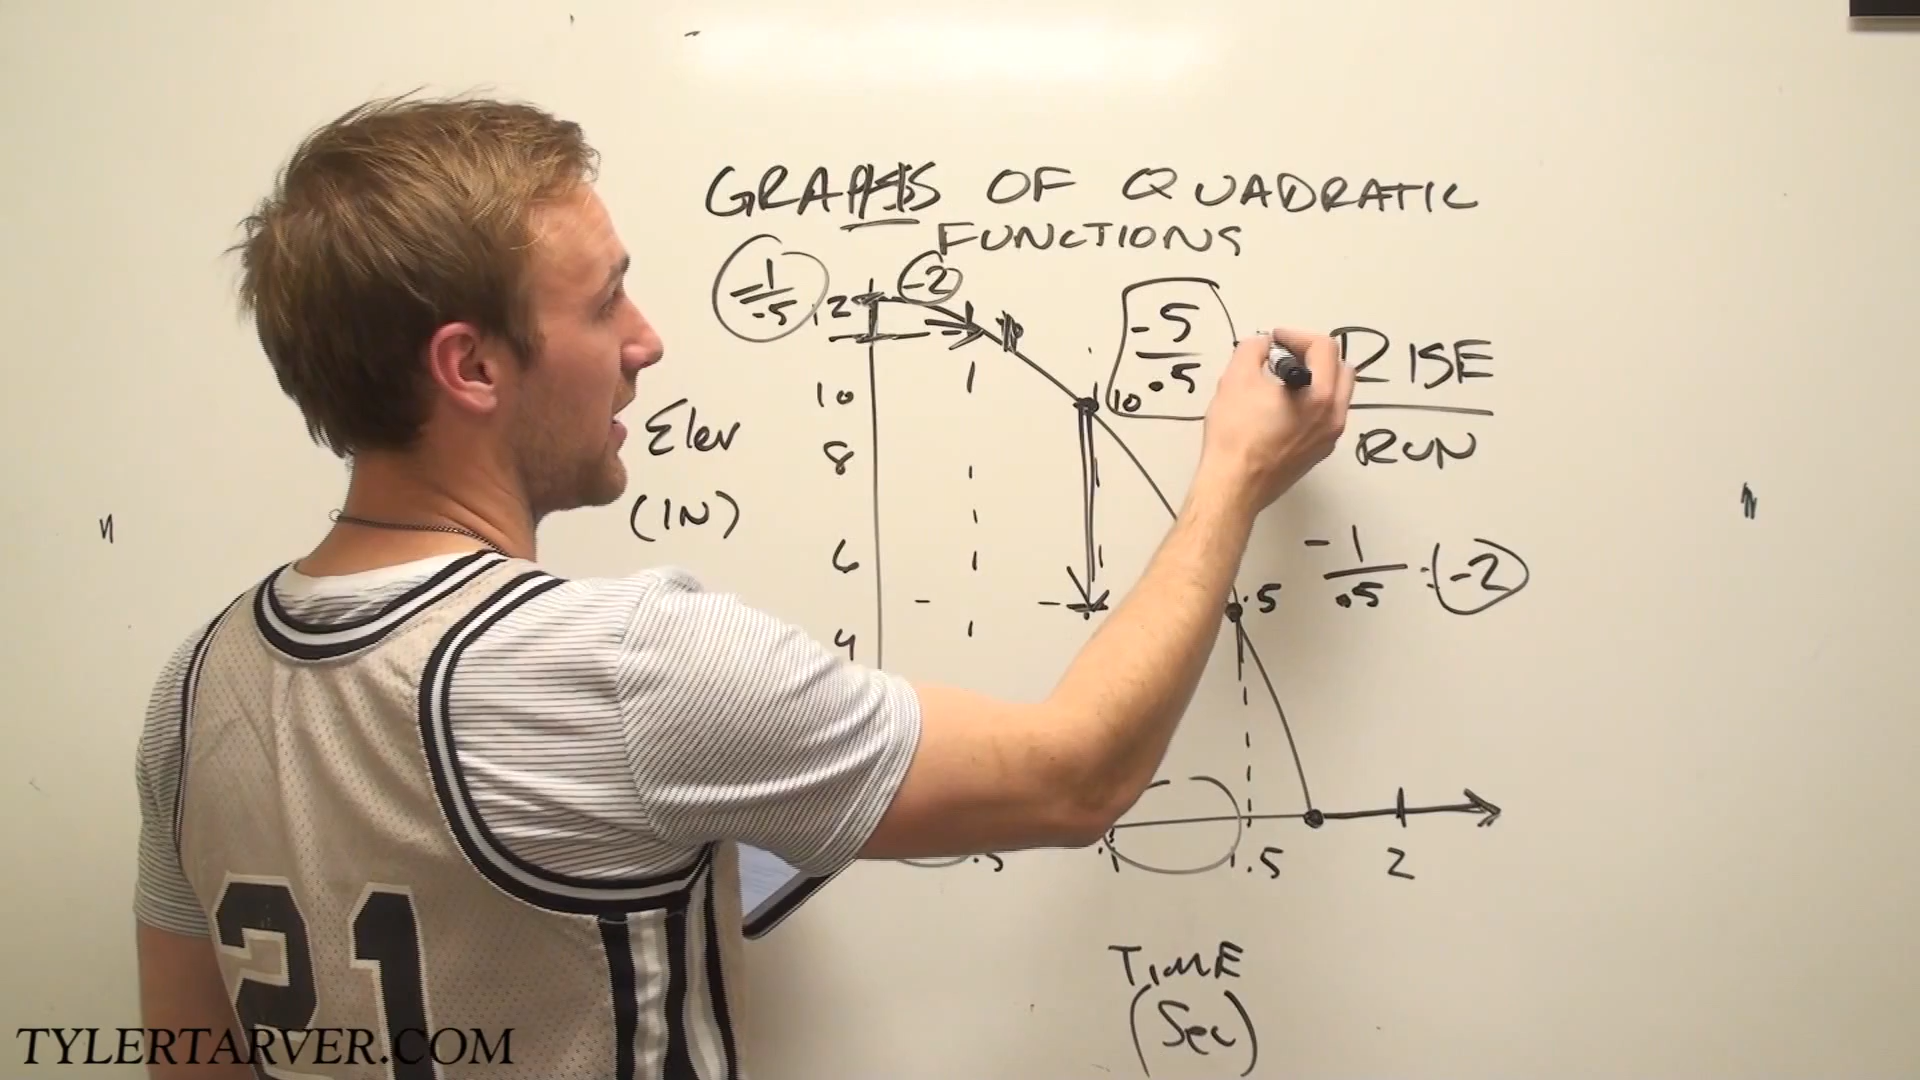 GRAPHS OF QUADRATIC
FUNCTIONS
-1/.5
12
-2
-5/.5
RISE
RUN
10
10
Elev
(IN)
8
6
-1/.5 = -2
.5
4
.5
1
1.5
2
TIME
(Sec)
21
TYLERTARVER.COM